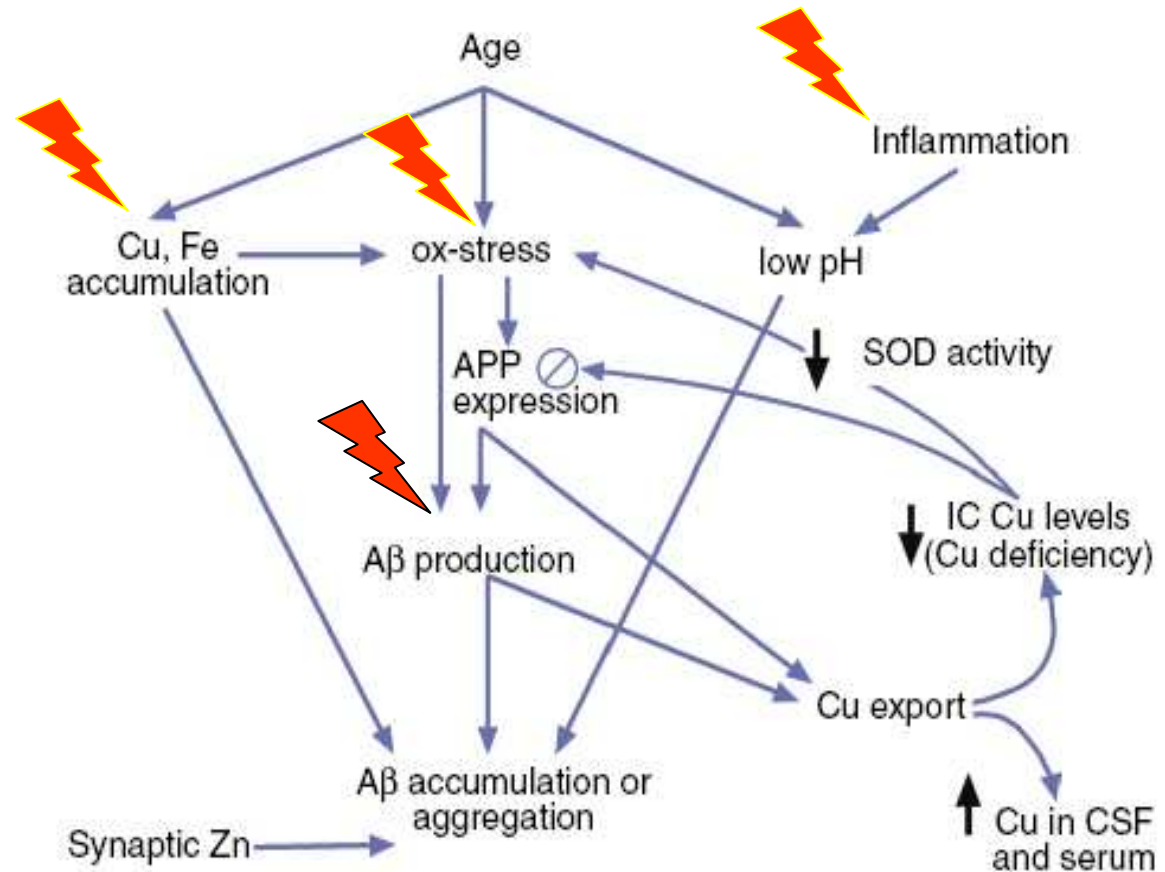 Age
Inflammation
Cu, Fe
accumulation
ox-stress
low pH
SOD activity
APP
expression
IC Cu levels
(Cu deficiency)
Aβ production
Cu export
Aβ accumulation or
aggregation
Synaptic Zn
Cu in CSF
and serum